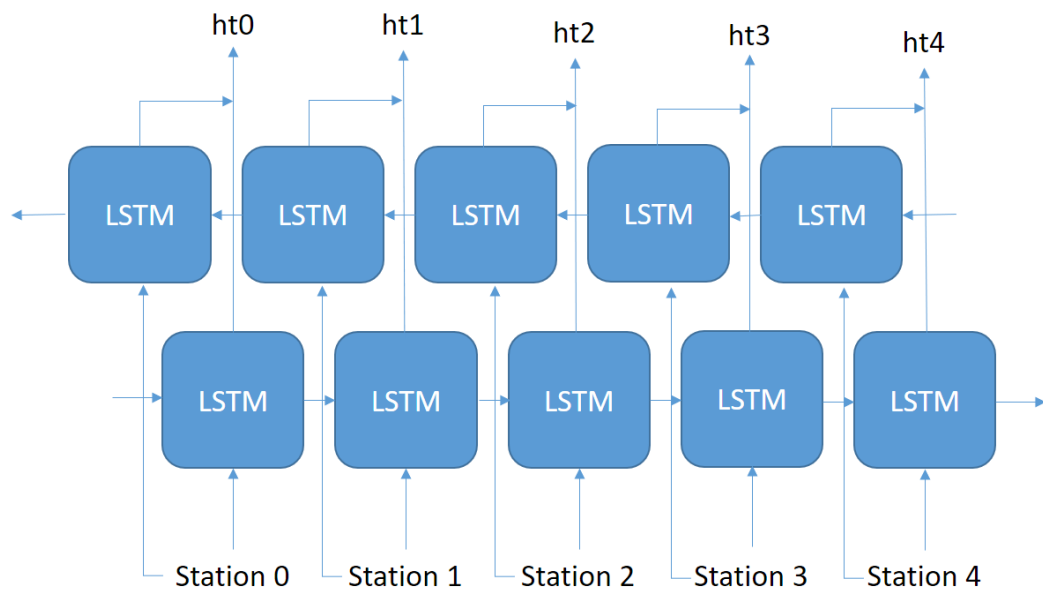 ht0 ht1 ht2 ht3 ht4
LSTM LSTM LSTM LSTM LSTM
LSTM LSTM LSTM LSTM LSTM
Station 0 Station 1 Station 2 Station 3 Station 4